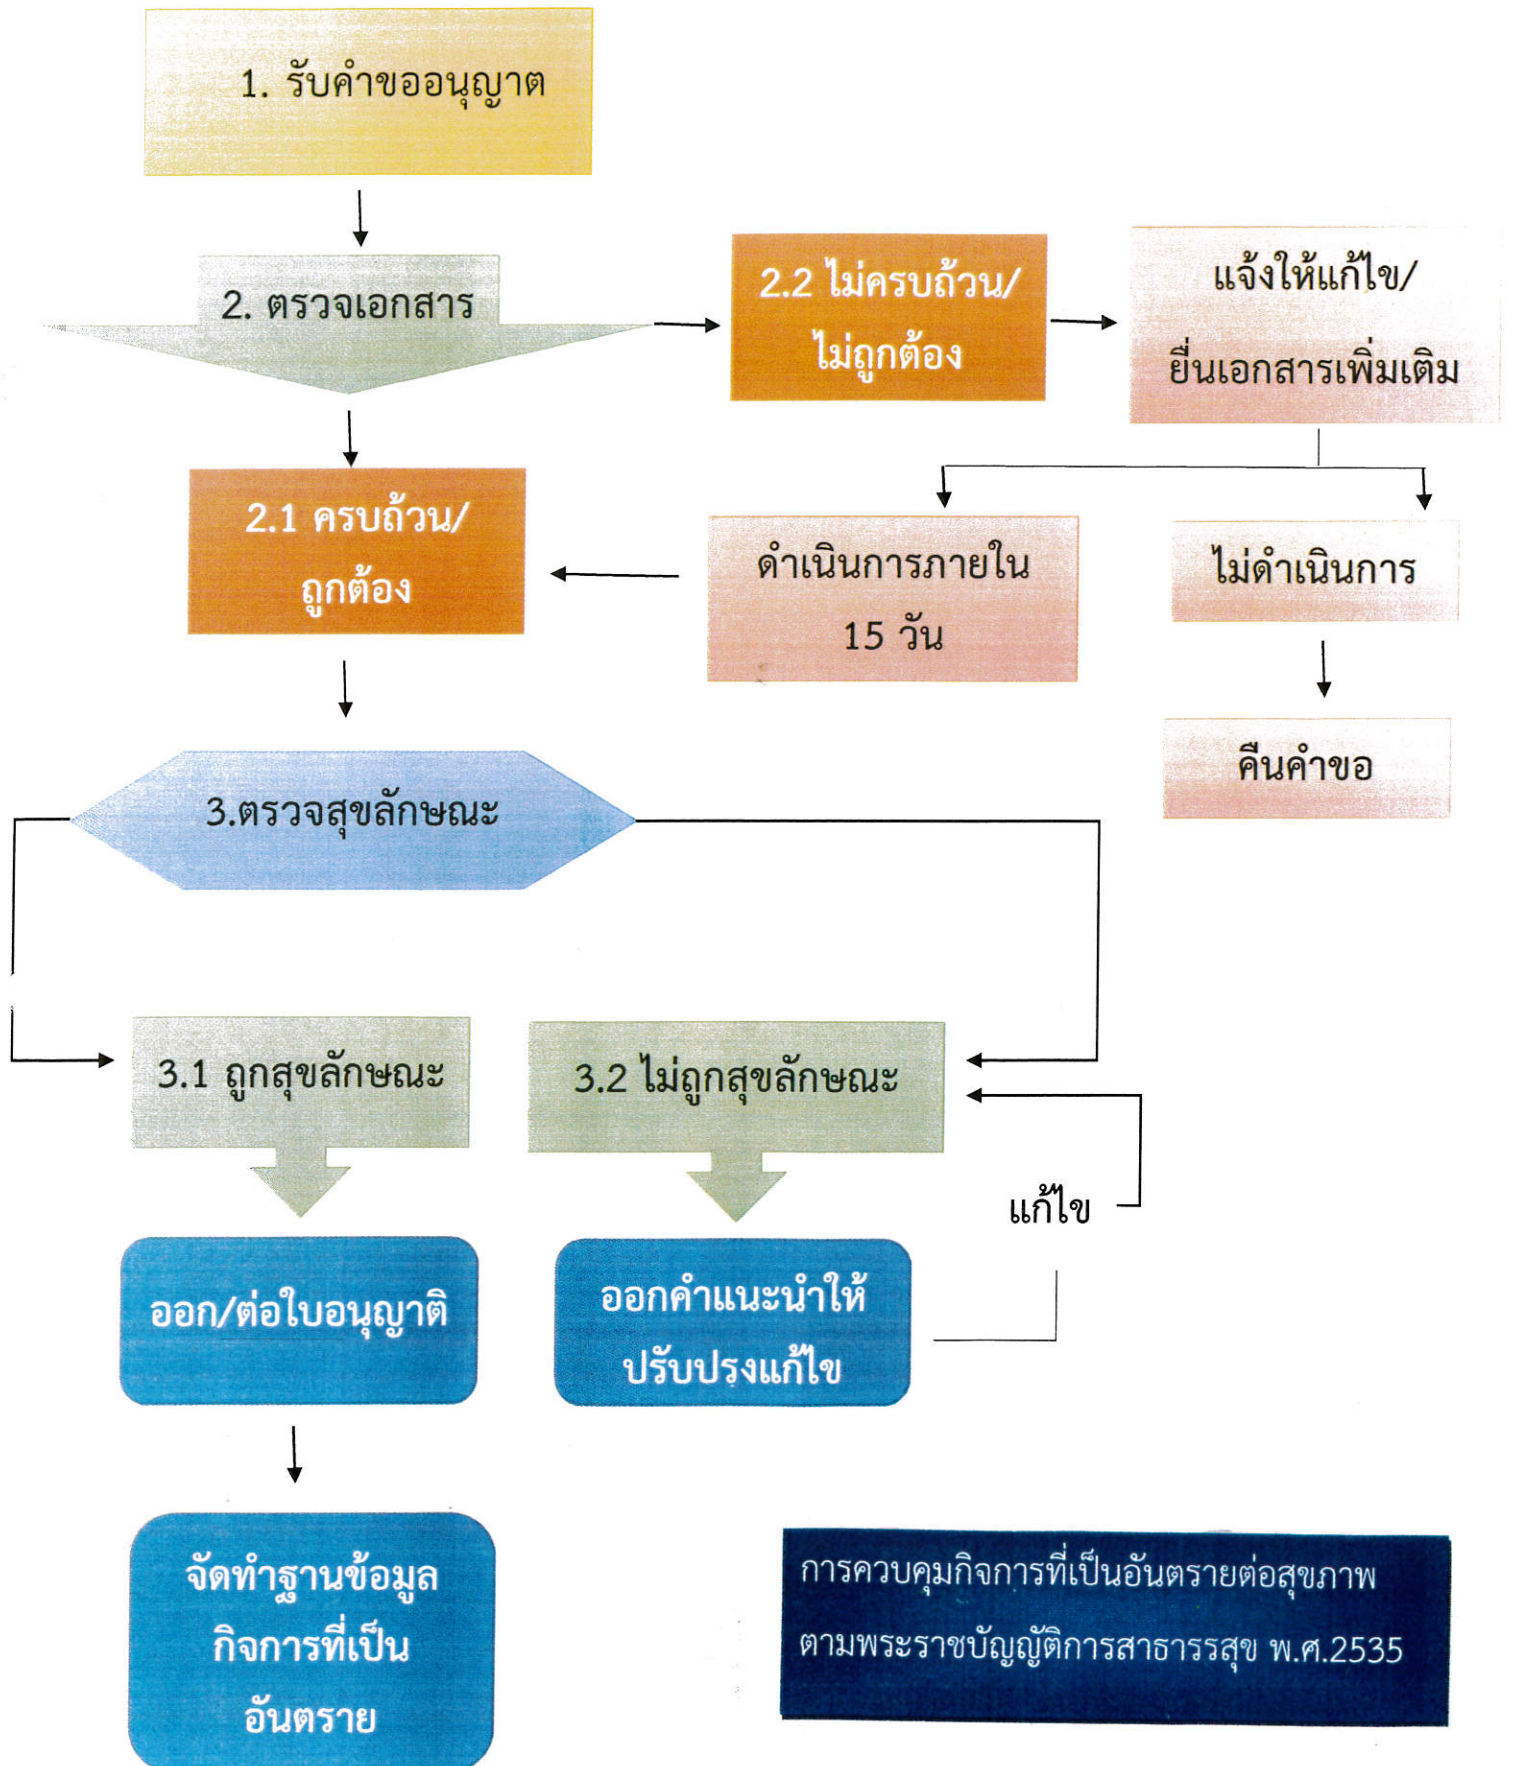 1. รับคำขออนุญาต
2. ตรวจเอกสาร
2.2 ไม่ครบถ้วน/
ไม่ถูกต้อง
แจ้งให้แก้ไข/
ยื่นเอกสารเพิ่มเติม
2.1 ครบถ้วน/
ถูกต้อง
ดำเนินการภายใน
15 วัน
ไม่ดำเนินการ
คืนคำขอ
3.ตรวจสุขลักษณะ
3.1 ถูกสุขลักษณะ
3.2 ไม่ถูกสุขลักษณะ
แก้ไข
ออก/ต่อใบอนุญาติ
ออกคำแนะนำให้
ปรับปรงแก้ไข
จัดทำฐานข้อมูล
กิจการที่เป็น
อันตราย
การควบคุมกิจการที่เป็นอันตรายต่อสุขภาพ
ตามพระราชบัญญัติการสาธารรสุข พ.ศ.2535